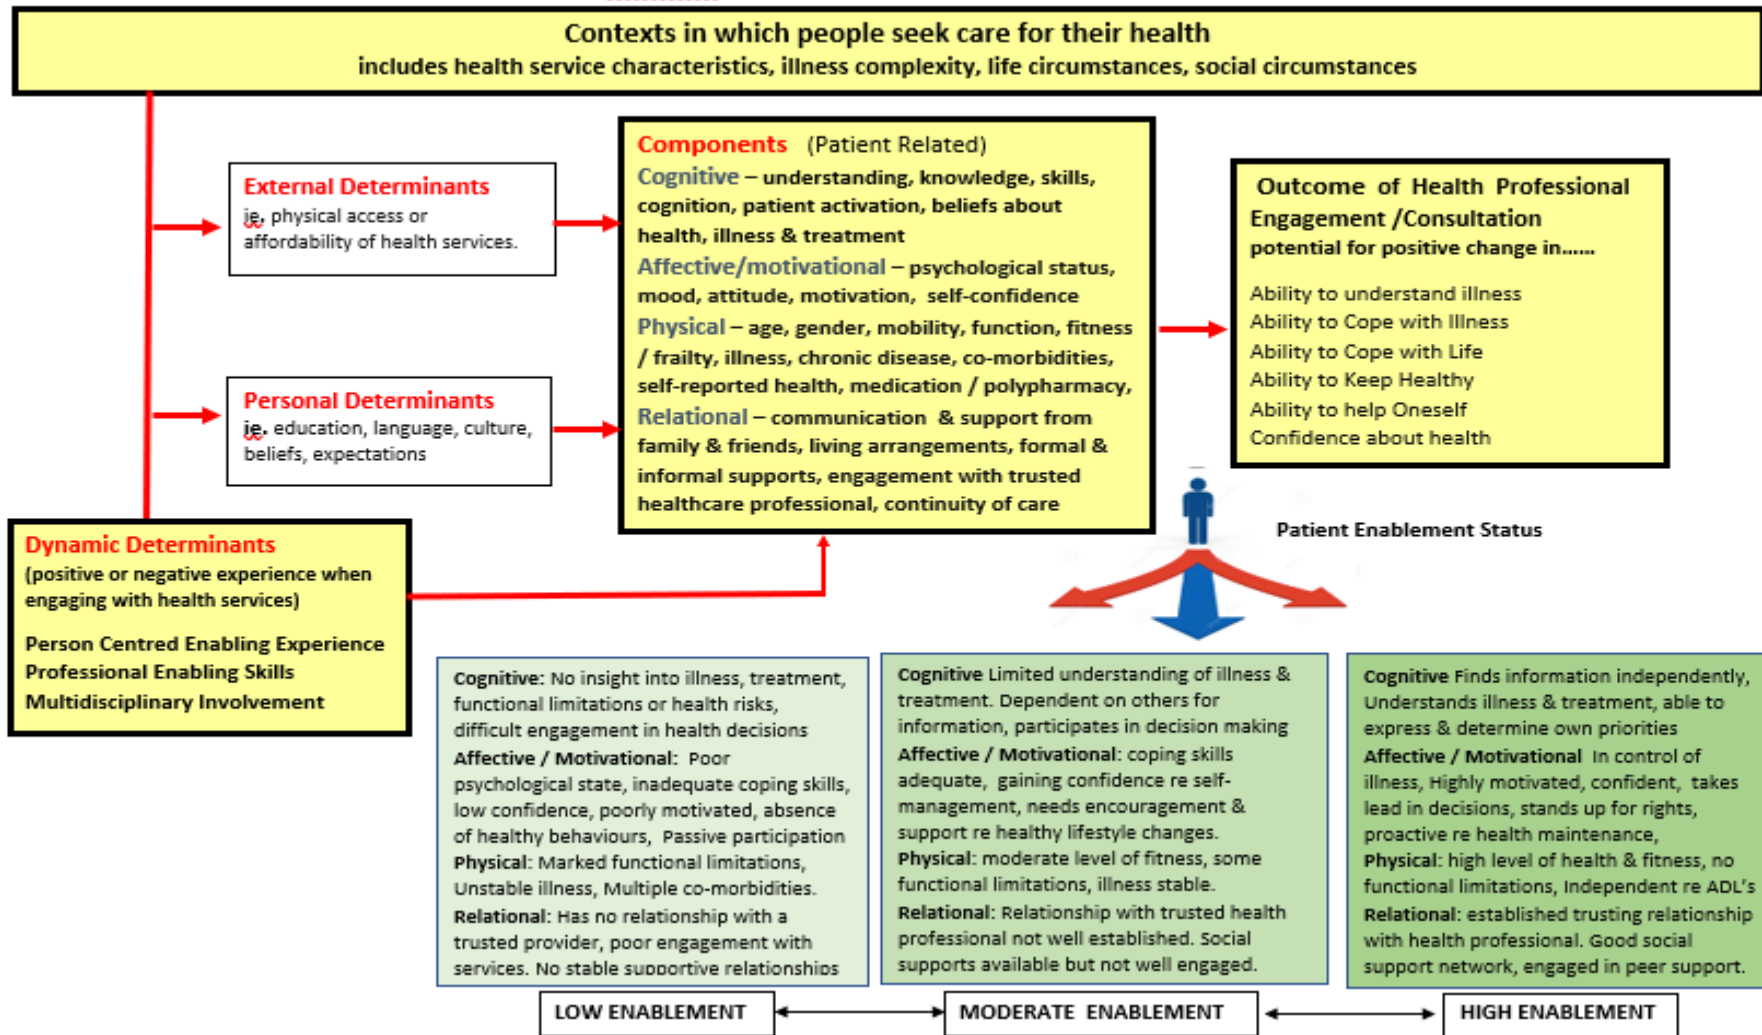 Contexts in which people seek care for their health
includes health service characteristics, illness complexity, life circumstances, social circumstances
External Determinants
ie. physical access or
affordability of health services.
Personal Determinants
ie. education, language, culture,
beliefs, expectations
Dynamic Determinants
(positive or negative experience when
engaging with health services)
Person Centred Enabling Experience
Professional Enabling Skills
Multidisciplinary Involvement
Components (Patient Related)
Cognitive – understanding, knowledge, skills,
cognition, patient activation, beliefs about
health, illness & treatment
Affective/motivational – psychological status,
mood, attitude, motivation, self-confidence
Physical – age, gender, mobility, function, fitness
/ frailty, illness, chronic disease, co-morbidities,
self-reported health, medication / polypharmacy,
Relational – communication & support from
family & friends, living arrangements, formal &
informal supports, engagement with trusted
healthcare professional, continuity of care
Outcome of Health Professional
Engagement /Consultation
potential for positive change in......
Ability to understand illness
Ability to Cope with Illness
Ability to Cope with Life
Ability to Keep Healthy
Ability to help Oneself
Confidence about health
Patient Enablement Status
Cognitive: No insight into illness, treatment,
functional limitations or health risks,
difficult engagement in health decisions
Affective / Motivational: Poor
psychological state, inadequate coping skills,
low confidence, poorly motivated, absence
of healthy behaviours, Passive participation
Physical: Marked functional limitations,
Unstable illness, Multiple co-morbidities.
Relational: Has no relationship with a
trusted provider, poor engagement with
services. No stable supportive relationships
LOW ENABLEMENT
Cognitive Limited understanding of illness &
treatment. Dependent on others for
information, participates in decision making
Affective / Motivational: coping skills
adequate, gaining confidence re self-
management, needs encouragement &
support re healthy lifestyle changes.
Physical: moderate level of fitness, some
functional limitations, illness stable.
Relational: Relationship with trusted health
professional not well established. Social
supports available but not well engaged.
MODERATE ENABLEMENT
Cognitive Finds information independently,
Understands illness & treatment, able to
express & determine own priorities
Affective / Motivational In control of
illness, Highly motivated, confident, takes
lead in decisions, stands up for rights,
proactive re health maintenance,
Physical: high level of health & fitness, no
functional limitations, Independent re ADL's
Relational: established trusting relationship
with health professional. Good social
support network, engaged in peer support.
HIGH ENABLEMENT